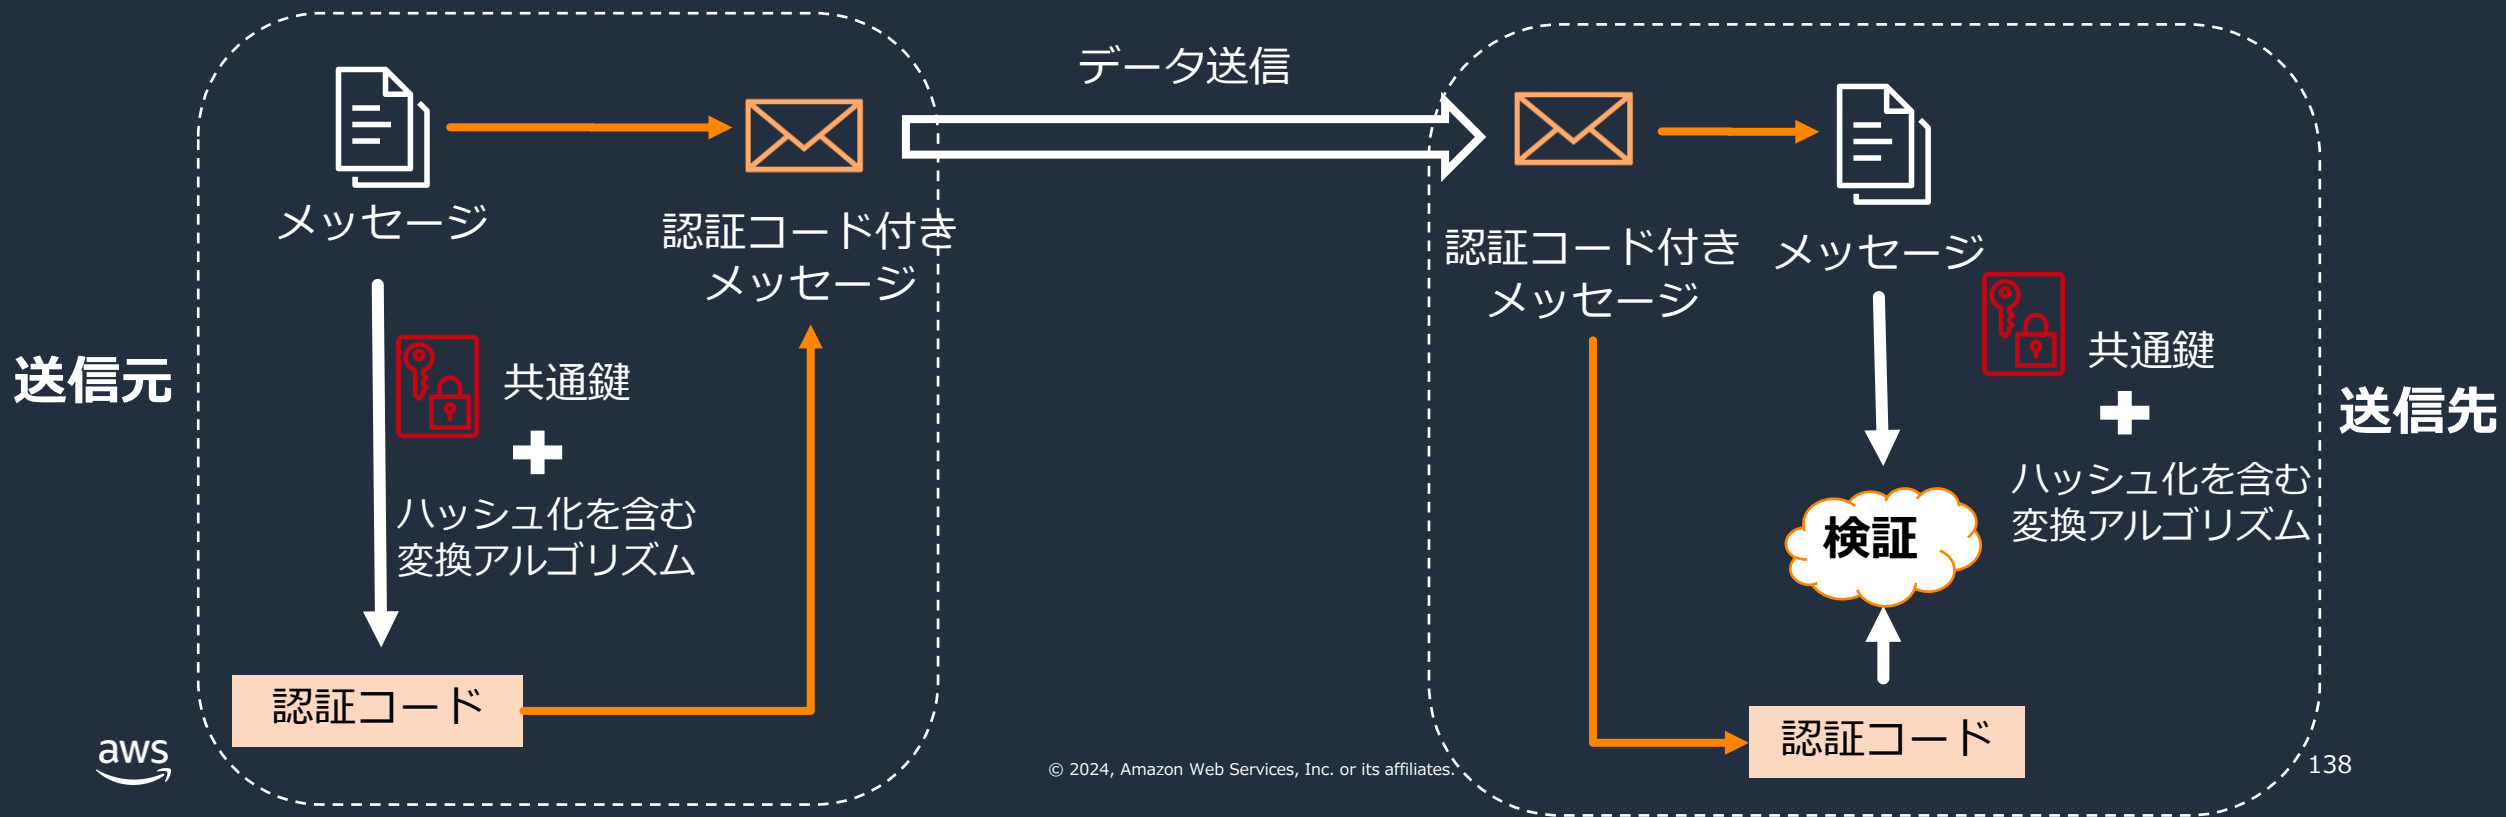 データ送信
メッセージ
認証コード付き
メッセージ
認証コード付き
メッセージ
メッセージ
送信元
共通鍵
ハッシュ化を含む
変換アルゴリズム
認証コード
共通鍵
送信先
ハッシュ化を含む
変換アルゴリズム
検証
認証コード
aws
© 2024, Amazon Web Services, Inc. or its affiliates.
138